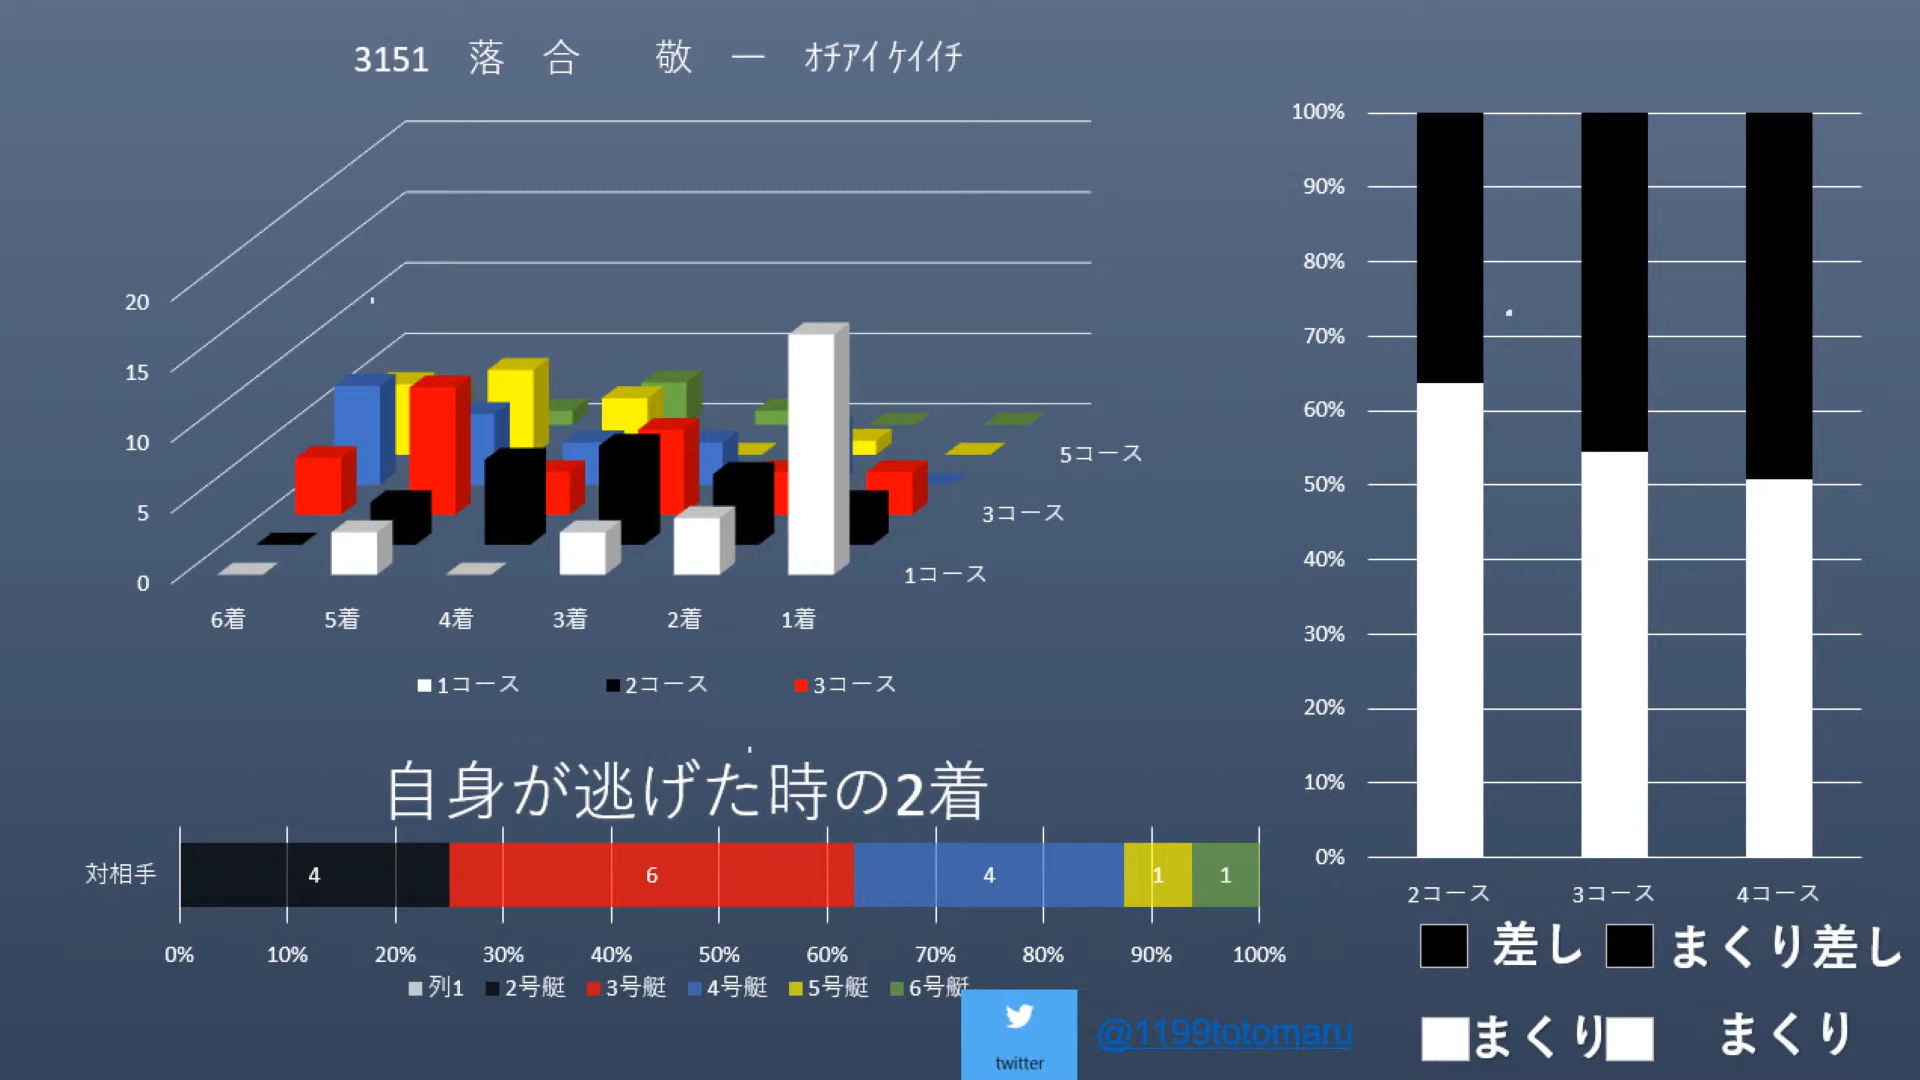 3151 落 合 敬 一 ｵﾁｱｲ ｹｲｲﾁ
20
15
10
5
0
5コース
3コース
1コース
6着 5着 4着 3着 2着 1着
1コース 2コース 3コース
100%
90%
80%
70%
60%
50%
40%
30%
20%
10%
0%
2コース 3コース 4コース
差し まくり差し
まくり まくり
自身が逃げた時の2着
対相手 4 6 4 1 1
0% 10% 20% 30% 40% 50% 60% 70% 80% 90% 100%
列1 2号艇 3号艇 4号艇 5号艇 6号艇
twitter
@1199totomaru